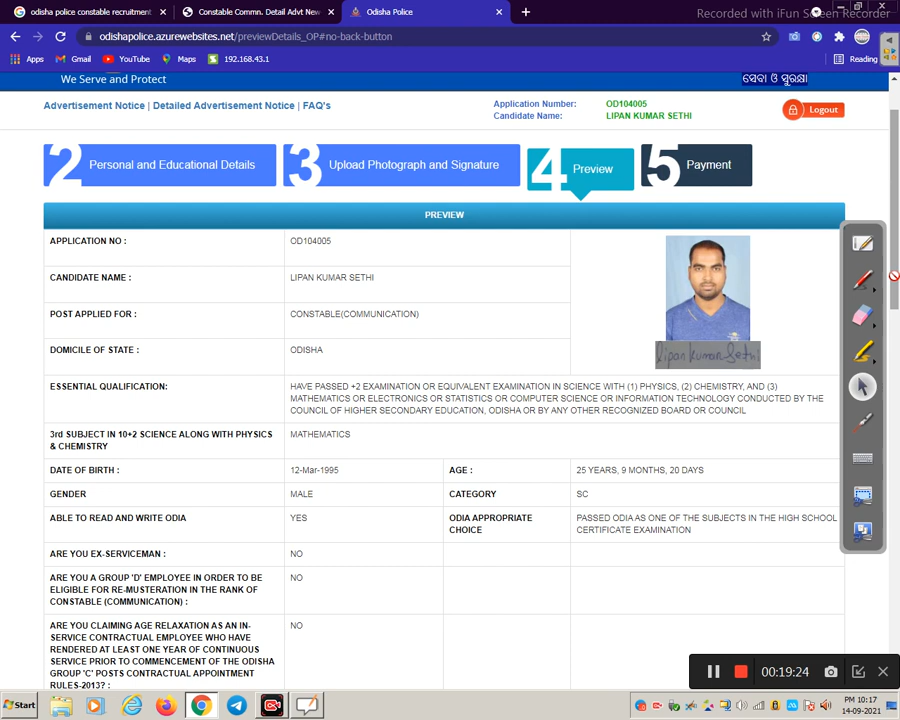 odisha police constable recruitment
Constable Commn. Detail Advt New
Odisha Police
Recorded with iFun Screen Recorder
odishapolice.azurewebsites.net/previewDetails_OP#no-back-button
Apps Gmail YouTube Maps 192.168.43.1 Reading
We Serve and Protect ସେବା ଓ ସୁରକ୍ଷା
Advertisement Notice | Detailed Advertisement Notice | FAQ's
Application Number: OD104005
Candidate Name: LIPAN KUMAR SETHI
Logout
2 Personal and Educational Details 3 Upload Photograph and Signature 4 Preview 5 Payment
PREVIEW
APPLICATION NO : OD104005
CANDIDATE NAME : LIPAN KUMAR SETHI
POST APPLIED FOR : CONSTABLE(COMMUNICATION)
DOMICILE OF STATE : ODISHA
Lipan kumar Sethi
ESSENTIAL QUALIFICATION: HAVE PASSED +2 EXAMINATION OR EQUIVALENT EXAMINATION IN SCIENCE WITH (1) PHYSICS, (2) CHEMISTRY, AND (3)
MATHEMATICS OR ELECTRONICS OR STATISTICS OR COMPUTER SCIENCE OR INFORMATION TECHNOLOGY CONDUCTED BY THE
COUNCIL OF HIGHER SECONDARY EDUCATION, ODISHA OR BY ANY OTHER RECOGNIZED BOARD OR COUNCIL
3rd SUBJECT IN 10+2 SCIENCE ALONG WITH PHYSICS MATHEMATICS
& CHEMISTRY
DATE OF BIRTH : 12-Mar-1995 AGE : 25 YEARS, 9 MONTHS, 20 DAYS
GENDER MALE CATEGORY SC
ABLE TO READ AND WRITE ODIA YES ODIA APPROPRIATE PASSED ODIA AS ONE OF THE SUBJECTS IN THE HIGH SCHOOL
CHOICE CERTIFICATE EXAMINATION
ARE YOU EX-SERVICEMAN : NO
ARE YOU A GROUP 'D' EMPLOYEE IN ORDER TO BE NO
ELIGIBLE FOR RE-MUSTERATION IN THE RANK OF
CONSTABLE (COMMUNICATION) :
ARE YOU CLAIMING AGE RELAXATION AS AN IN- NO
SERVICE CONTRACTUAL EMPLOYEE WHO HAVE
RENDERED AT LEAST ONE YEAR OF CONTINUOUS
SERVICE PRIOR TO COMMENCEMENT OF THE ODISHA
GROUP 'C' POSTS CONTRACTUAL APPOINTMENT
RULES-2013? :
00:19:24
Start
PM 10:17
14-09-2021